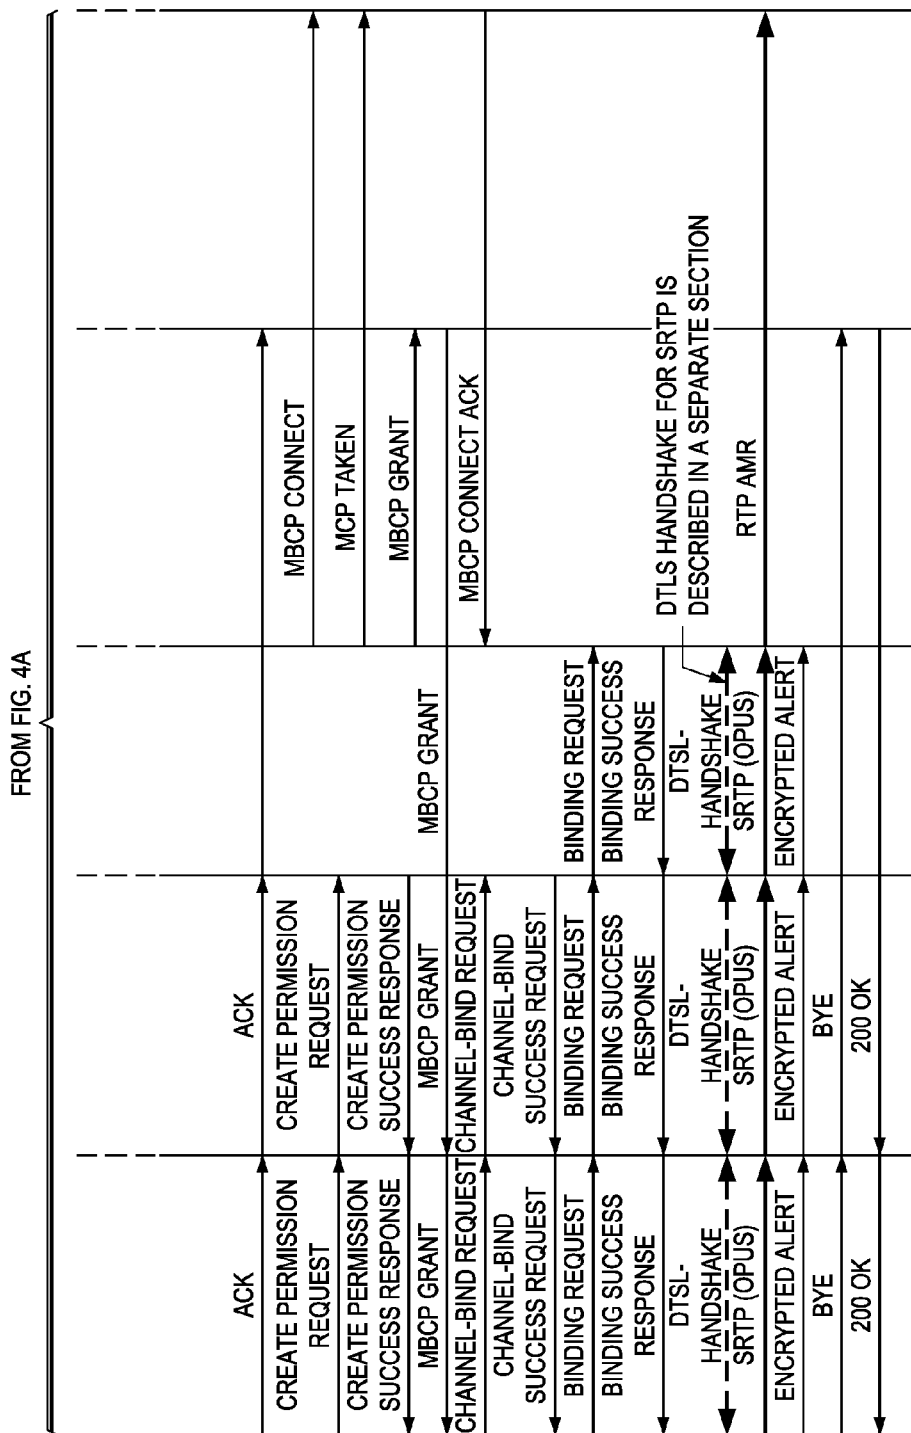 FROM FIG. 4A
ACK
ACK
CREATE PERMISSION
REQUEST
CREATE PERMISSION
REQUEST
MBCP CONNECT
MCP TAKEN
CREATE PERMISSION
SUCCESS RESPONSE
CREATE PERMISSION
SUCCESS RESPONSE
MBCP GRANT
MBCP GRANT
MBCP GRANT
MBCP GRANT
CHANNEL-BIND REQUEST
CHANNEL-BIND REQUEST
MBCP CONNECT ACK
CHANNEL-BIND
SUCCESS REQUEST
CHANNEL-BIND
SUCCESS REQUEST
BINDING REQUEST
BINDING REQUEST
BINDING REQUEST
BINDING SUCCESS
RESPONSE
BINDING SUCCESS
RESPONSE
BINDING SUCCESS
RESPONSE
DTLS HANDSHAKE FOR SRTP IS
DESCRIBED IN A SEPARATE SECTION
DTSL-
HANDSHAKE
DTSL-
HANDSHAKE
DTSL-
HANDSHAKE
SRTP (OPUS)
SRTP (OPUS)
SRTP (OPUS)
RTP AMR
ENCRYPTED ALERT
ENCRYPTED ALERT
ENCRYPTED ALERT
BYE
BYE
200 OK
200 OK